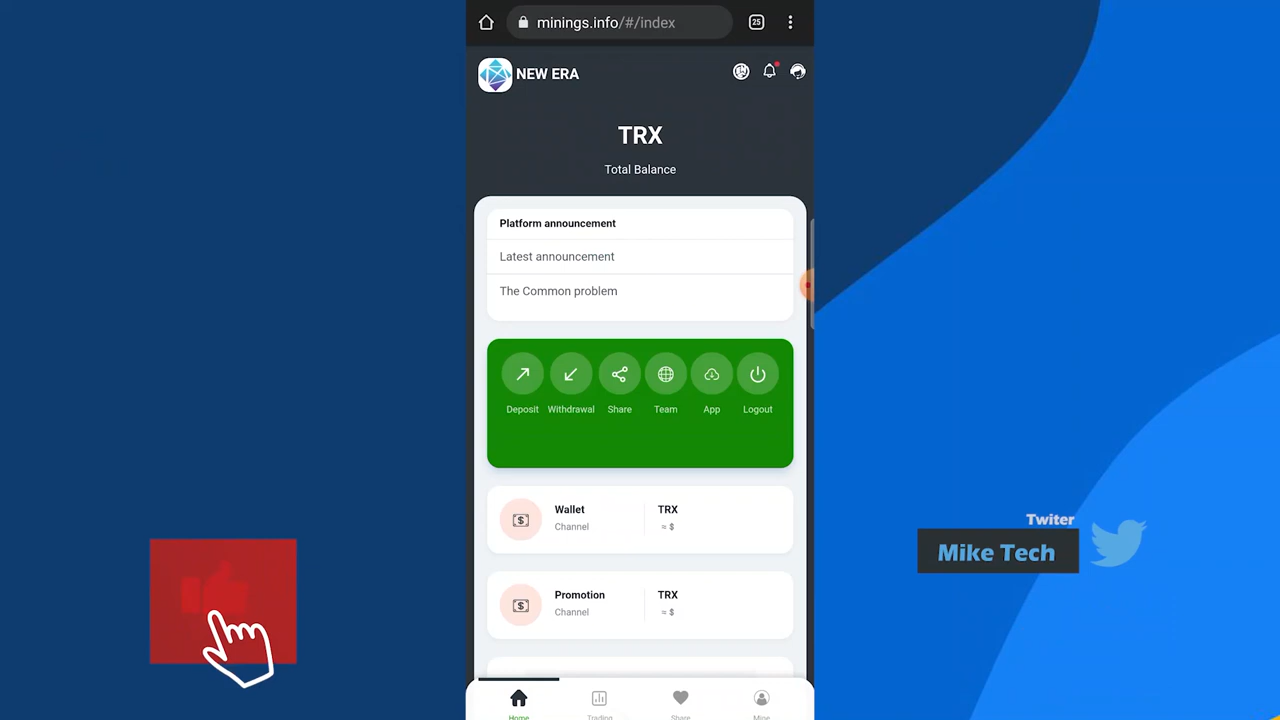 minings.info/#/index
25
NEW ERA
TRX
Total Balance
Platform announcement
Latest announcement
The Common problem
Deposit Withdrawal Share Team App Logout
Wallet TRX
Channel ≈ $
Promotion TRX
Channel ≈ $
Home Trading Share Mine
Twiter
Mike Tech